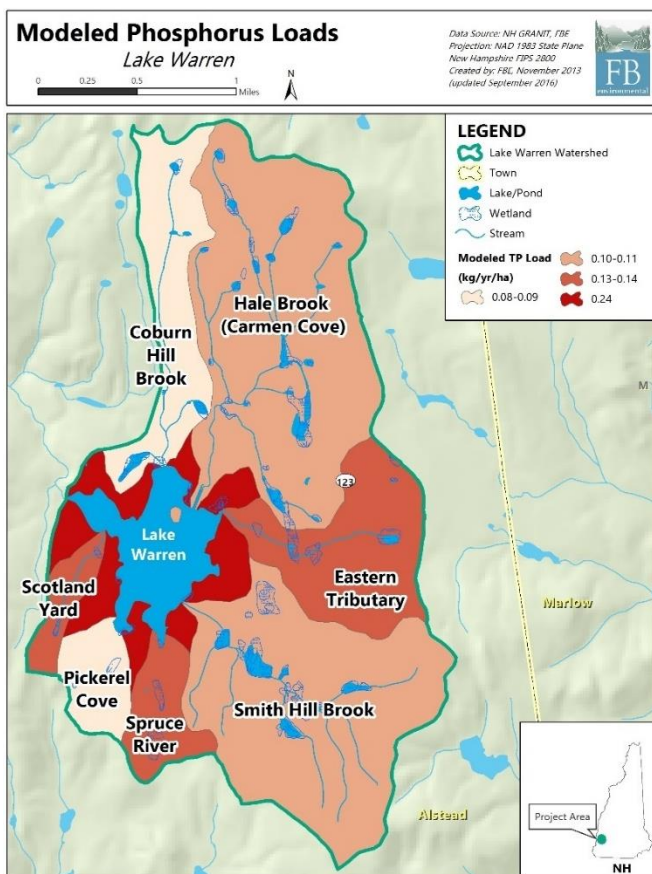 Modeled Phosphorus Loads
Lake Warren
0 0.5 1
Miles
N
Data Source: NH GRANIT, FBE
Projection: NAD 1983 State Plane
New Hampshire FIPS 2800
Created by: FBE, November 2013
(updated September 2016)
FB
environmental
LEGEND
Lake Warren Watershed
Town
Lake/Pond
Wetland
Stream
Modeled TP Load
(kg/yr/ha)
0.08-0.09
0.10-0.11
0.13-0.14
0.24
Hale Brook
(Carmen Cove)
Coburn
Hill
Brook
M
123
Lake
Warren
Eastern
Tributary
Scotland
Yard
Marlow
Pickerel
Cove
Smith Hill Brook
Spruce
River
Alstead
Project Area
NH